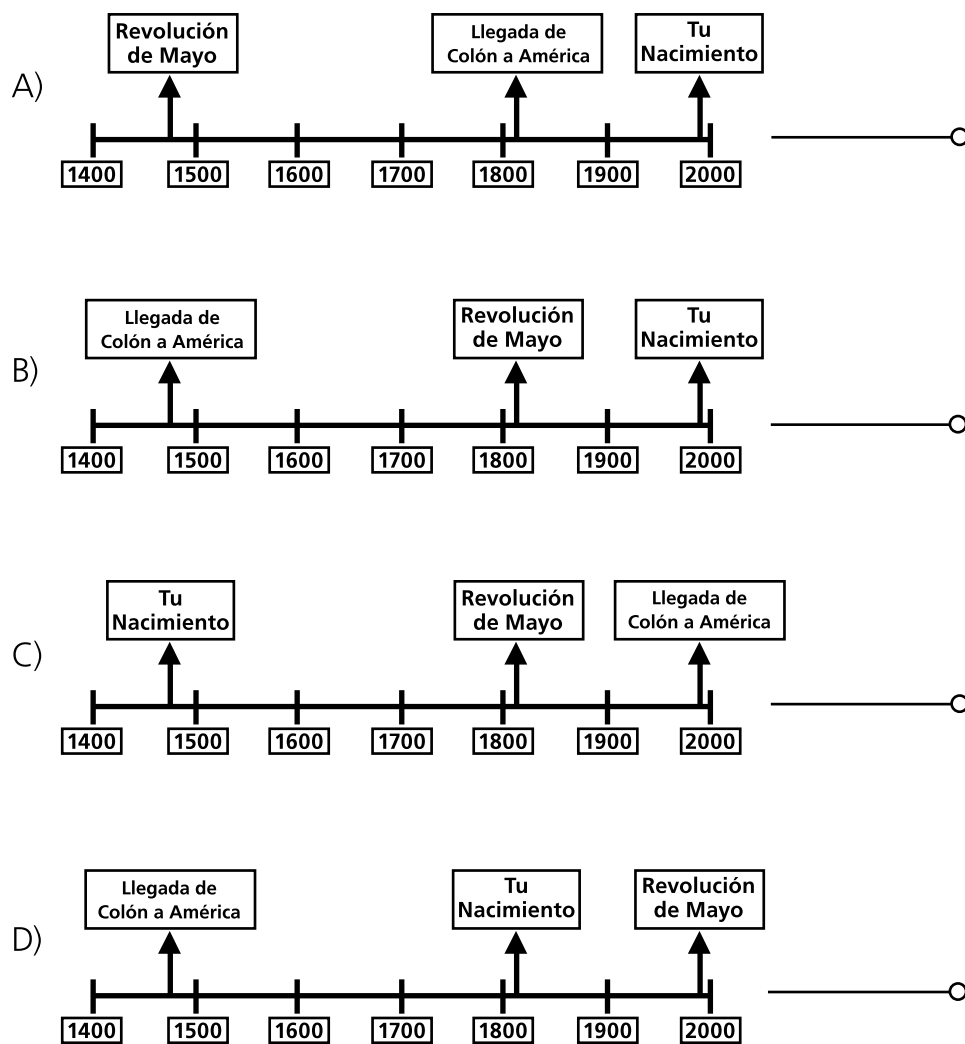 A)
Revolución
de Mayo
Llegada de
Colón a América
Tu
Nacimiento
1400 1500 1600 1700 1800 1900 2000
B)
Llegada de
Colón a América
Revolución
de Mayo
Tu
Nacimiento
1400 1500 1600 1700 1800 1900 2000
C)
Tu
Nacimiento
Revolución
de Mayo
Llegada de
Colón a América
1400 1500 1600 1700 1800 1900 2000
D)
Llegada de
Colón a América
Tu
Nacimiento
Revolución
de Mayo
1400 1500 1600 1700 1800 1900 2000